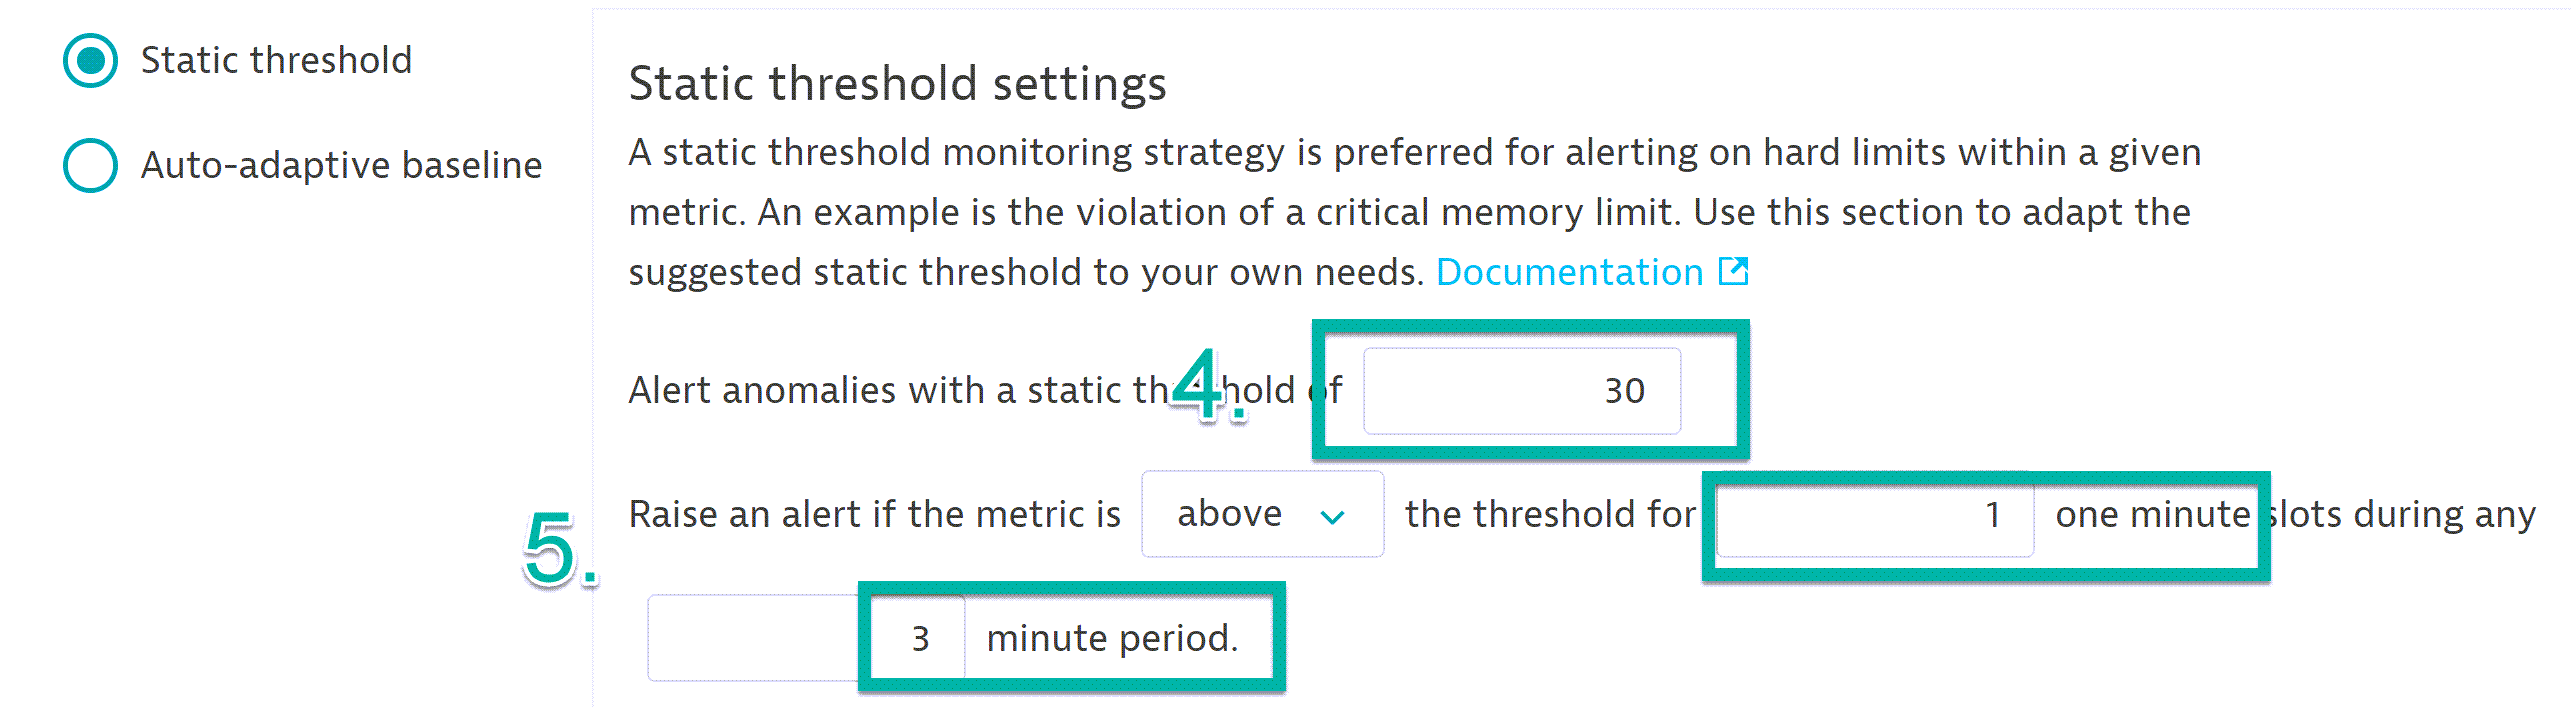 Static threshold
Auto-adaptive baseline
Static threshold settings
A static threshold monitoring strategy is preferred for alerting on hard limits within a given
metric. An example is the violation of a critical memory limit. Use this section to adapt the
suggested static threshold to your own needs. Documentation
4.
Alert anomalies with a static threshold of 30
Raise an alert if the metric is above the threshold for 1 one minute slots during any
5.
3 minute period.